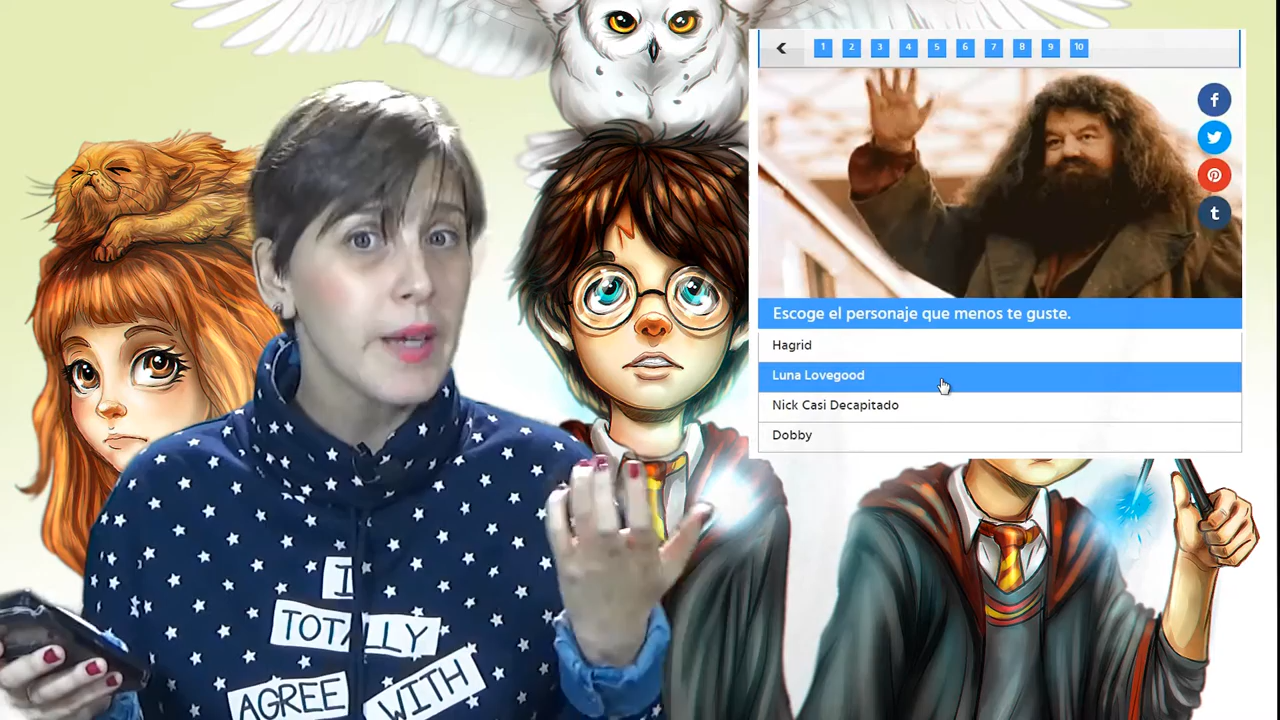 1 2 3 4 5 6 7 8 9 10
Escoge el personaje que menos te guste.
Hagrid
Luna Lovegood
Nick Casi Decapitado
Dobby
I
TOTALLY
AGREE WITH